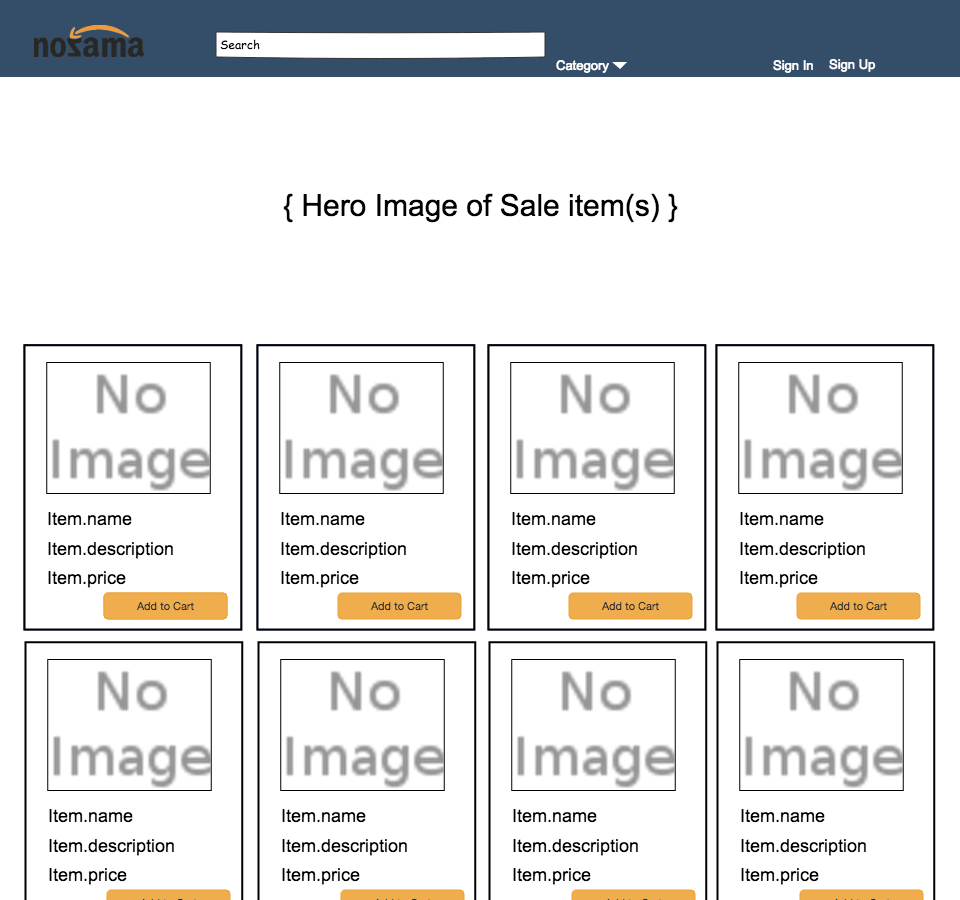 nozama
Search
Category
Sign In
Sign Up
{ Hero Image of Sale item(s) }
No
Image
Item.name
Item.description
Item.price
Add to Cart
No
Image
Item.name
Item.description
Item.price
Add to Cart
No
Image
Item.name
Item.description
Item.price
Add to Cart
No
Image
Item.name
Item.description
Item.price
Add to Cart
No
Image
Item.name
Item.description
Item.price
No
Image
Item.name
Item.description
Item.price
No
Image
Item.name
Item.description
Item.price
No
Image
Item.name
Item.description
Item.price